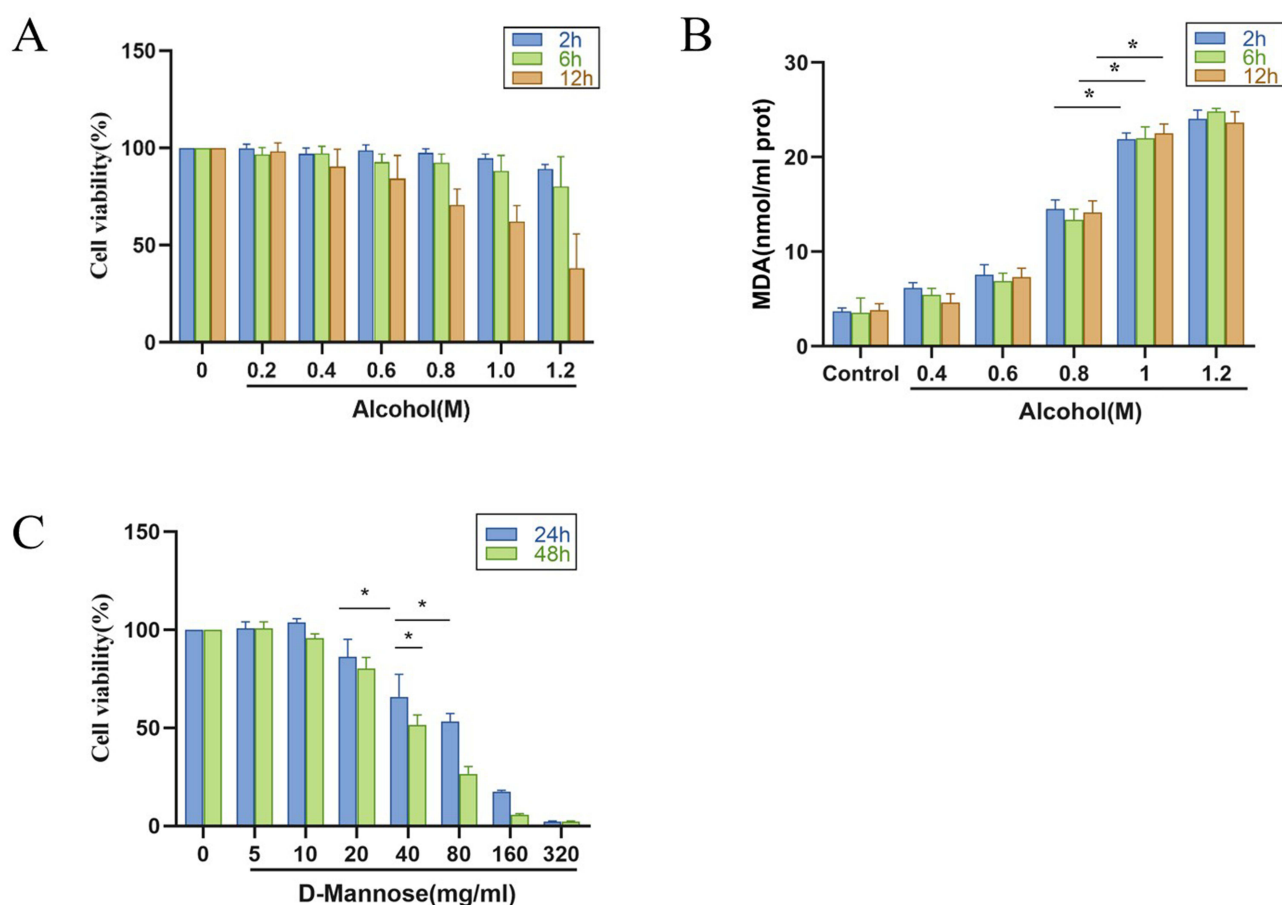 A
Cell viability(%)
150
100
50
0
2h
6h
12h
0 0.2 0.4 0.6 0.8 1.0 1.2
Alcohol(M)
B
MDA(nmol/ml prot)
30
20
10
0
2h
6h
12h
* * *
Control 0.4 0.6 0.8 1 1.2
Alcohol(M)
C
Cell viability(%)
150
100
50
0
24h
48h
* * *
0 5 10 20 40 80 160 320
D-Mannose(mg/ml)